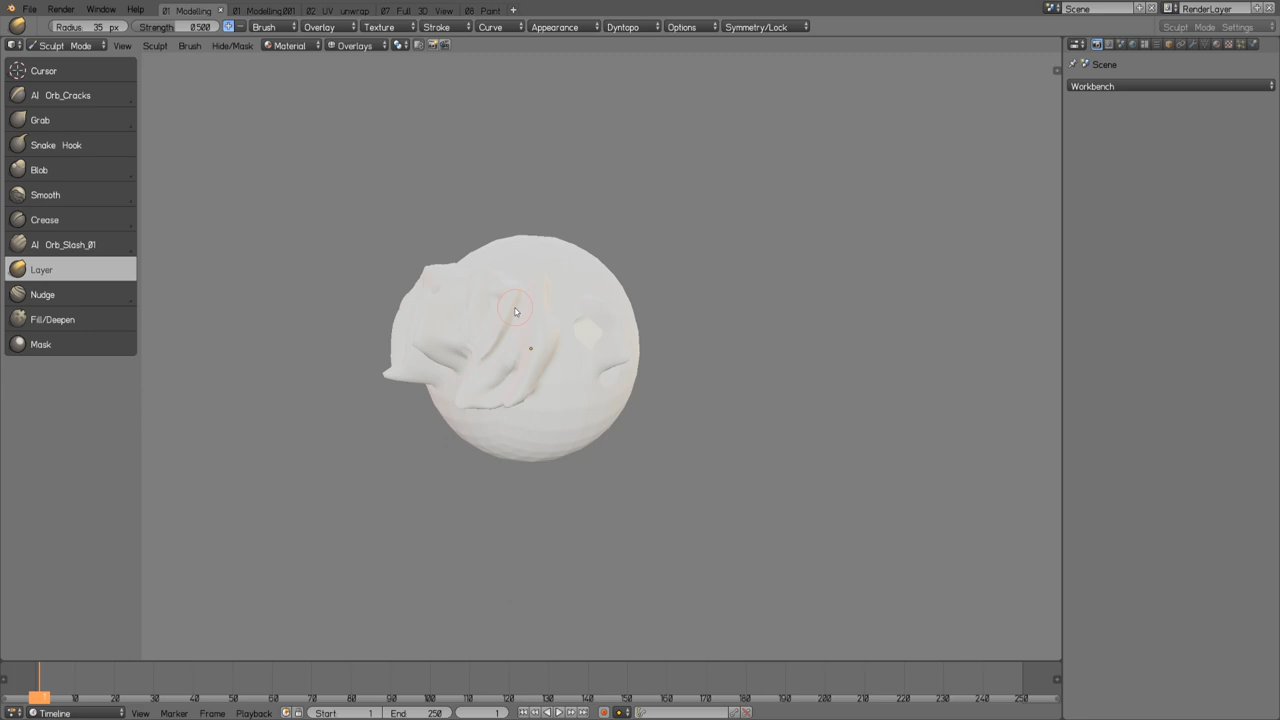 File Render Window Help 01 Modelling 01 Modelling.001 02 UV unwrap 07 Full 3D View 08 Paint Scene RenderLayer
Radius 35 px Strength 0.500 Brush Overlay Texture Stroke Curve Appearance Dyntopo Options Symmetry/Lock Sculpt Mode Settings
Sculpt Mode View Sculpt Brush Hide/Mask Material Overlays
Scene
Workbench
Cursor
AI Orb_Cracks
Grab
Snake Hook
Blob
Smooth
Crease
AI Orb_Slash_01
Layer
Nudge
Fill/Deepen
Mask
1 10 20 30 40 50 60 70 80 90 100 110 120 130 140 150 160 170 180 190 200 210 220 230 240 250
Timeline View Marker Frame Playback Start 1 End 250 1